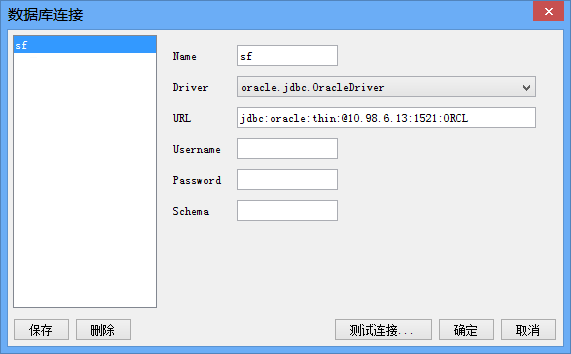 数据库连接
sf
Name sf
Driver oracle.jdbc.OracleDriver
URL jdbc:oracle:thin:@10.98.6.13:1521:ORCL
Username
Password
Schema
保存 删除 测试连接... 确定 取消